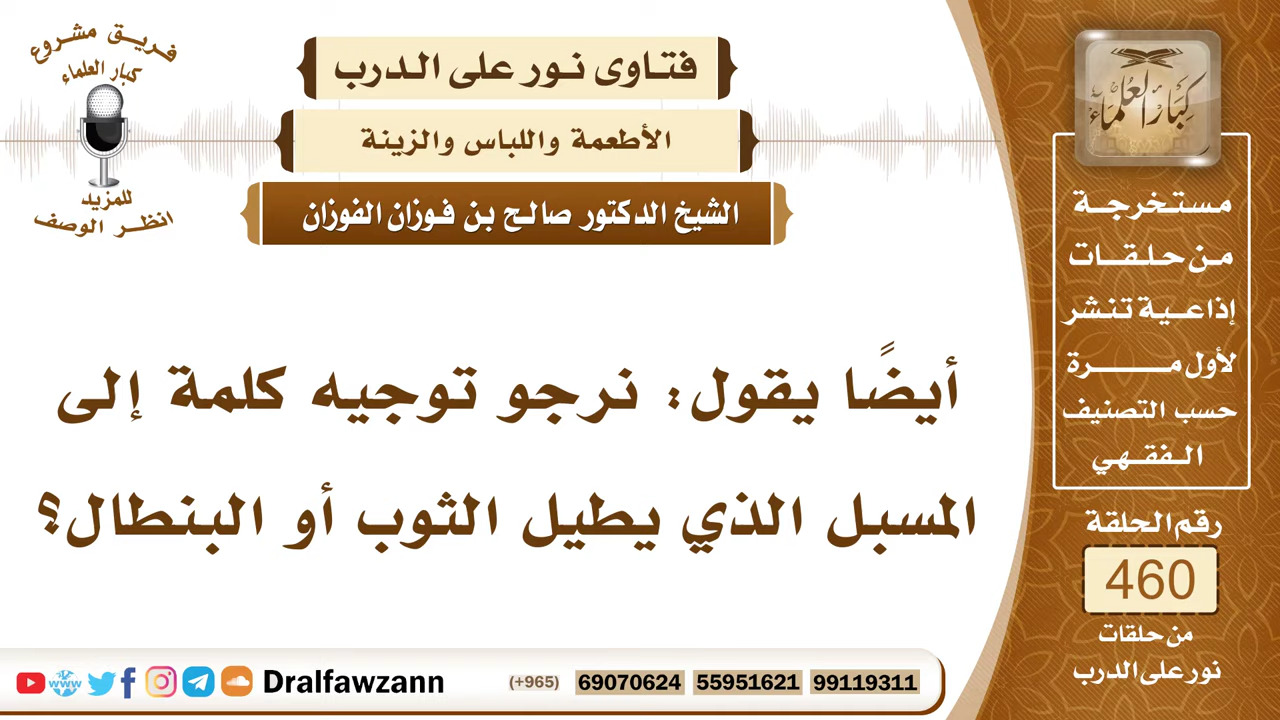 فريق مشروع
كبار العلماء
للمزيد
انظر الوصف
فتاوى نور على الدرب
الأطعمة واللباس والزينة
الشيخ الدكتور صالح بن فوزان الفوزان
أيضًا يقول: نرجو توجيه كلمة إلى
المسبل الذي يطيل الثوب أو البنطال؟
كبار العلماء
مستخرجة
من حلقات
إذاعية تنشر
لأول مرة
حسب التصنيف
الفقهي
رقم الحلقة
460
من حلقات
نور على الدرب
www Dralfawzann (+965) 69070624 55951621 99119311